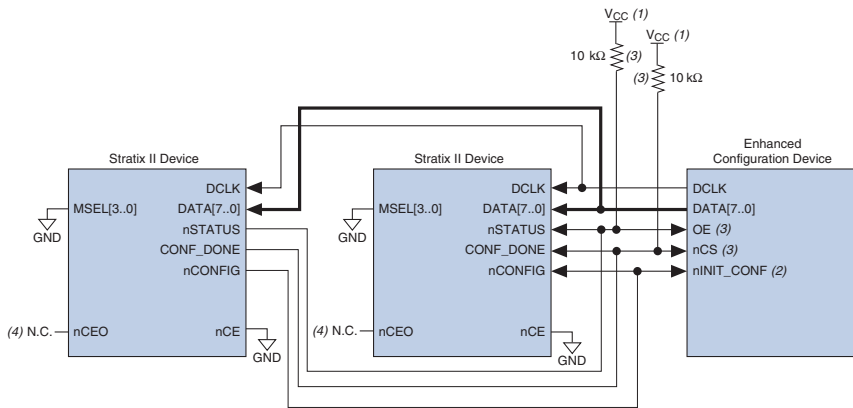 VCC (1)
VCC (1)
10 kΩ (3)
(3) 10 kΩ
Stratix II Device
MSEL[3..0]
GND
DCLK
DATA[7..0]
nSTATUS
CONF_DONE
nCONFIG
(4) N.C. nCEO
nCE
GND
Stratix II Device
MSEL[3..0]
GND
DCLK
DATA[7..0]
nSTATUS
CONF_DONE
nCONFIG
(4) N.C. nCEO
nCE
GND
Enhanced
Configuration Device
DCLK
DATA[7..0]
OE (3)
nCS (3)
nINIT_CONF (2)